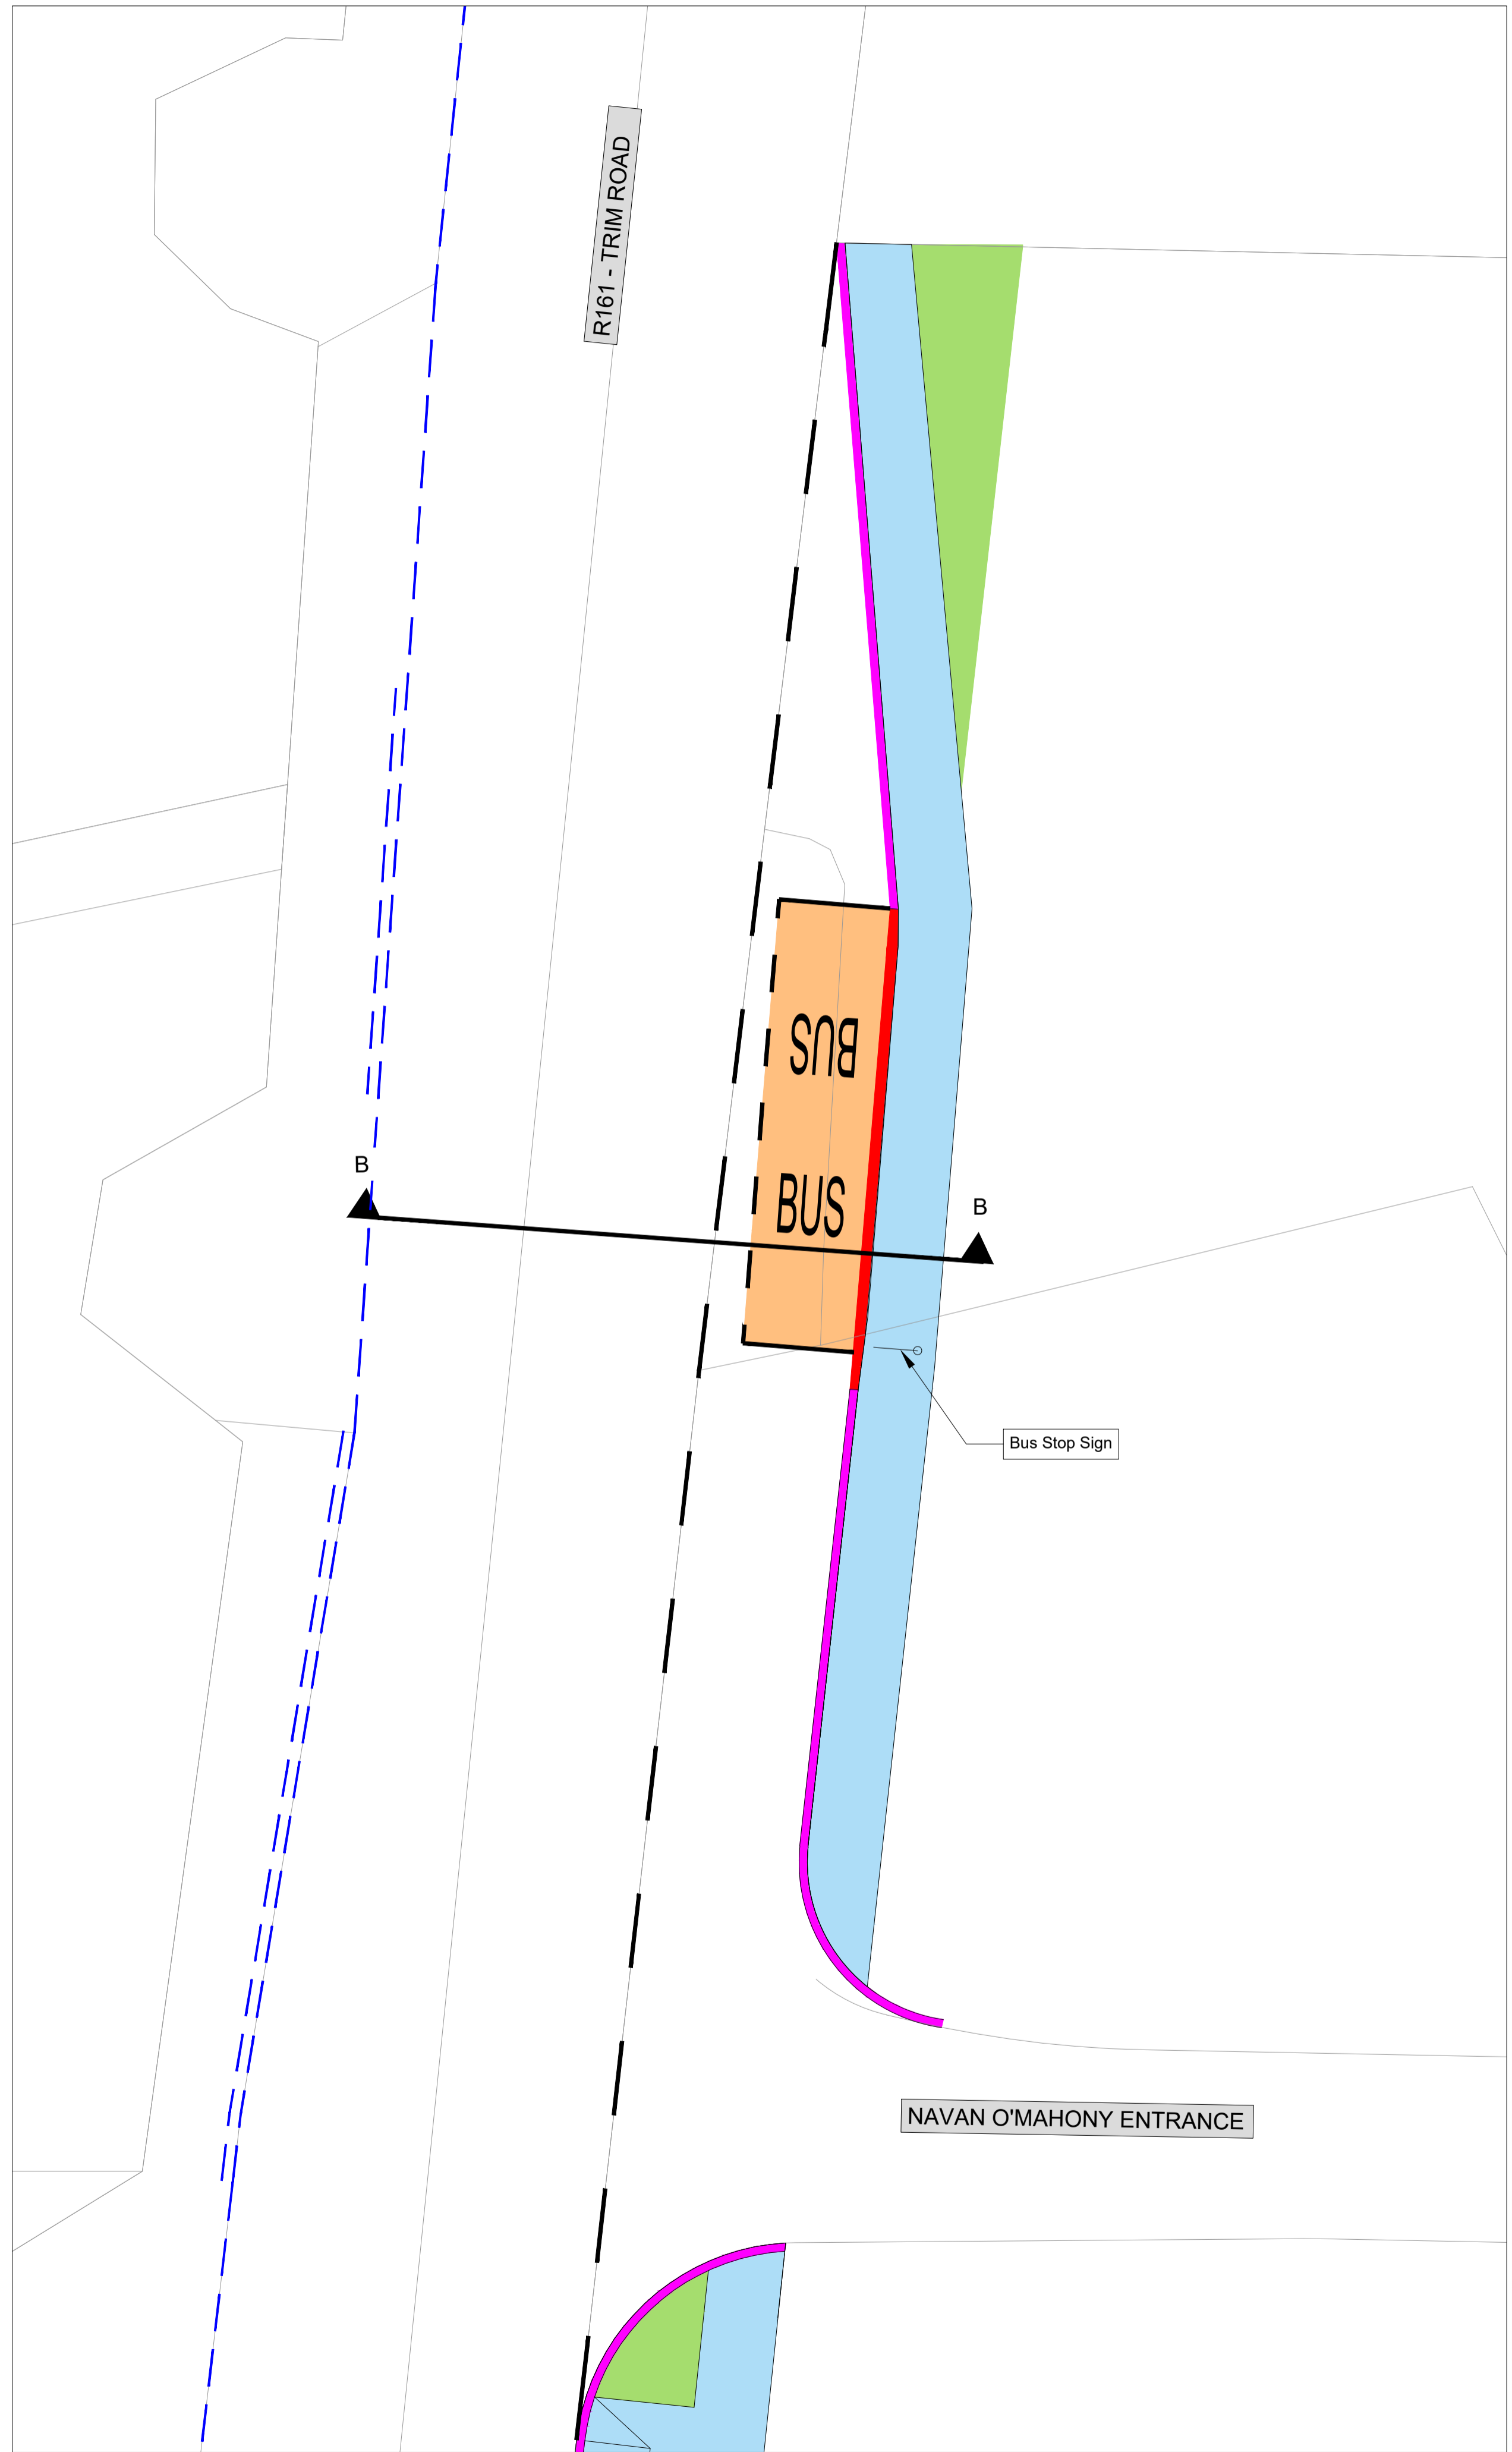 R161 - TRIM ROAD
BUS
BUS
B
B
Bus Stop Sign
NAVAN O'MAHONY ENTRANCE